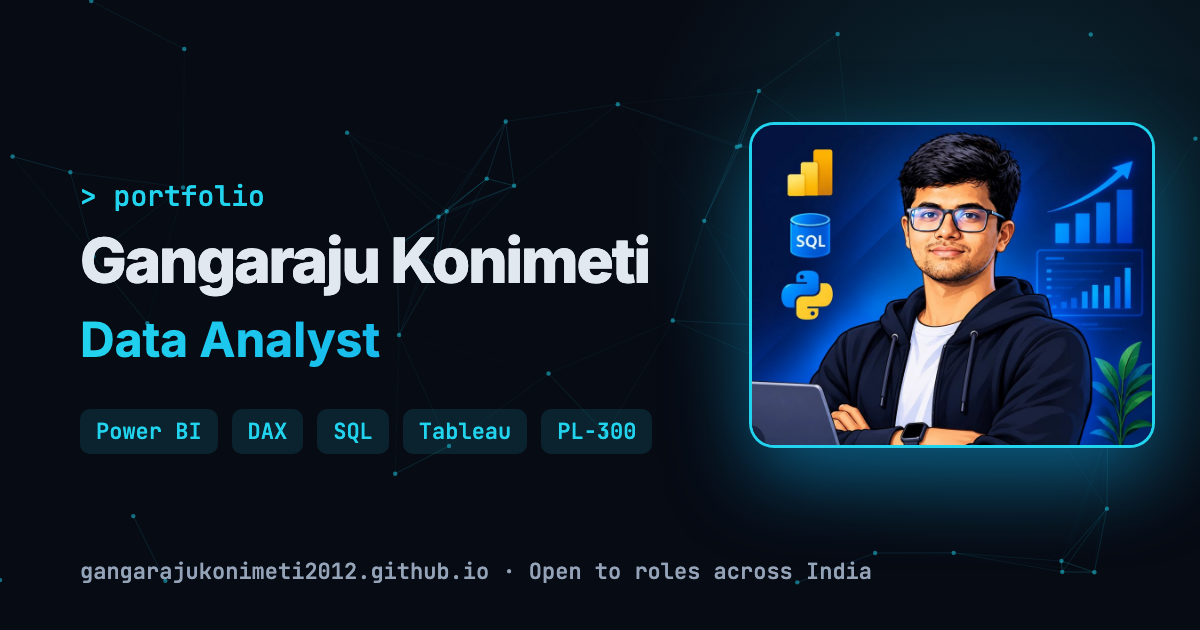 > portfolio
Gangaraju Konimeti
Data Analyst
Power BI DAX SQL Tableau PL-300
SQL
gangarajukonimeti2012.github.io · Open to roles across India